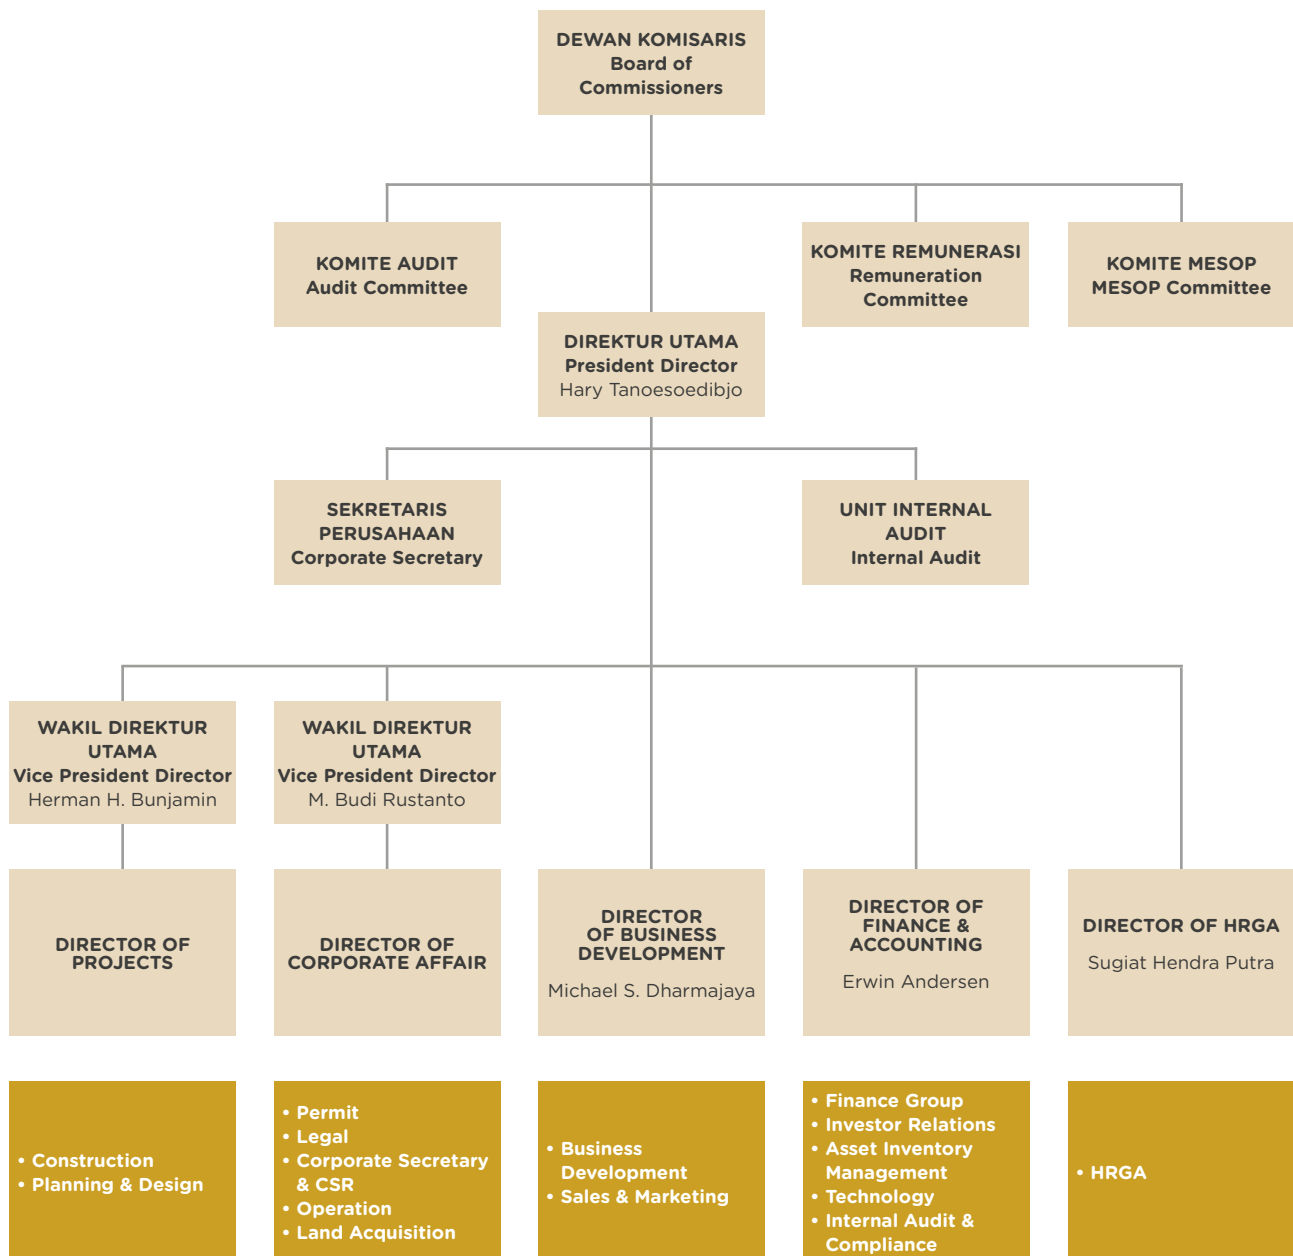 DEWAN KOMISARIS
Board of
Commissioners
KOMITE AUDIT
Audit Committee
KOMITE REMUNERASI
Remuneration
Committee
KOMITE MESOP
MESOP Committee
DIREKTUR UTAMA
President Director
Hary Tanoesoedibjo
SEKRETARIS
PERUSAHAAN
Corporate Secretary
UNIT INTERNAL
AUDIT
Internal Audit
WAKIL DIREKTUR
UTAMA
Vice President Director
Herman H. Bunjamin
WAKIL DIREKTUR
UTAMA
Vice President Director
M. Budi Rustanto
DIRECTOR OF
PROJECTS
DIRECTOR OF
CORPORATE AFFAIR
DIRECTOR
OF BUSINESS
DEVELOPMENT
Michael S. Dharmajaya
DIRECTOR OF
FINANCE &
ACCOUNTING
Erwin Andersen
DIRECTOR OF HRGA
Sugiat Hendra Putra
• Construction
• Planning & Design
• Permit
• Legal
• Corporate Secretary
& CSR
• Operation
• Land Acquisition
• Business
Development
• Sales & Marketing
• Finance Group
• Investor Relations
• Asset Inventory
Management
• Technology
• Internal Audit &
Compliance
• HRGA